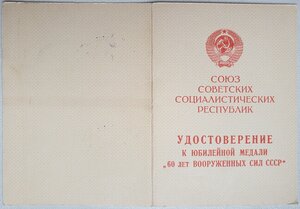 СОЮЗ
СОВЕТСКИХ
СОЦИАЛИСТИЧЕСКИХ
РЕСПУБЛИК
УДОСТОВЕРЕНИЕ
К ЮБИЛЕЙНОЙ МЕДАЛИ
„60 ЛЕТ ВООРУЖЕННЫХ СИЛ СССР“